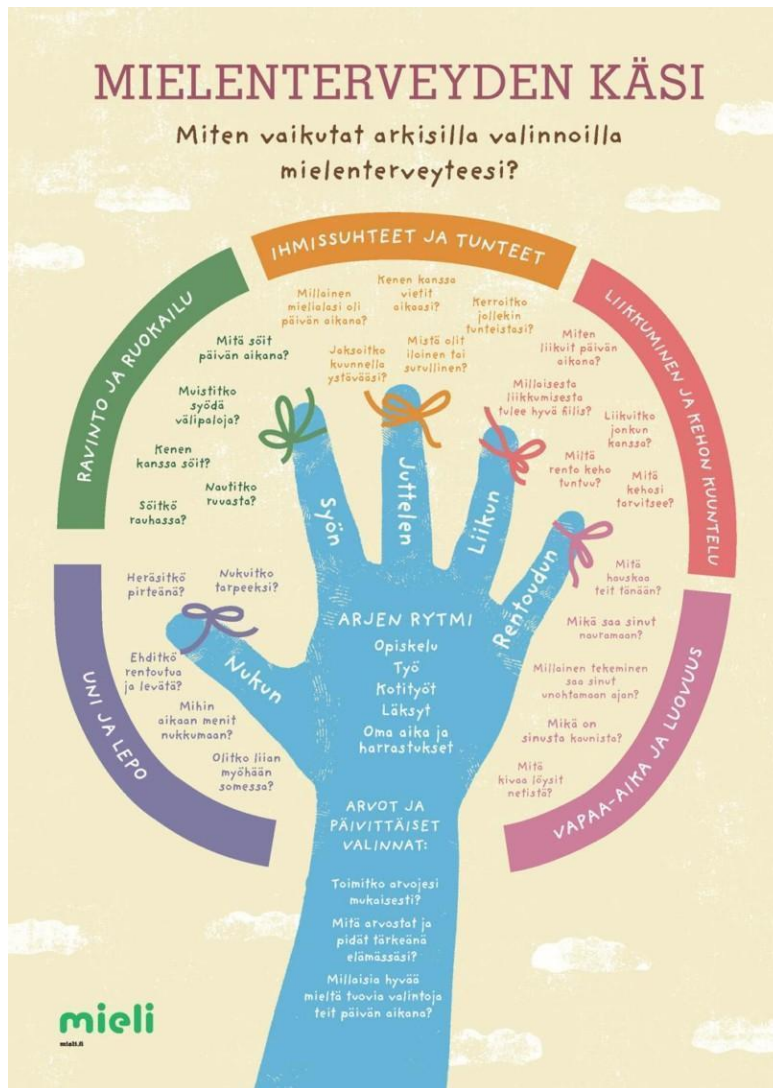 MIELENTERVEYDEN KÄSI
Miten vaikutat arkisilla valinnoilla
mielenterveyteesi?
UNI JA LEPO
Heräsitkö
pirteänä?
Nukuitko
tarpeeksi?
Ehditkö
rentoutua
ja levätä?
Mihin
aikaan menit
nukkumaan?
Olitko liian
myöhään
somessa?
RAVINTO JA RUOKAILU
Mitä söit
päivän aikana?
Muistitko
syödä
välipaloja?
Kenen
kanssa söit?
Nautitko
ruuasta?
Söitkö
rauhassa?
IHMISSUHTEET JA TUNTEET
Millainen
mielialasi oli
päivän aikana?
Kenen kanssa
vietit
aikaasi?
Kerroitko
jollekin
tunteistasi?
Jaksoitko
kuunnella
ystävääsi?
Mistä olit
iloinen tai
surullinen?
LIIKKUMINEN JA KEHON KUUNTELU
Miten
liikuit päivän
aikana?
Millaisesta
liikkumisesta
tulee hyvä fiilis?
Liikuitko
jonkun
kanssa?
Miltä
rento keho
tuntuu?
Mitä
kehosi
tarvitsee?
VAPAA-AIKA JA LUOVUUS
Mitä
hauskaa
teit tänään?
Mikä saa sinut
nauramaan?
Millainen tekeminen
saa sinut
unohtamaan ajan?
Mikä on
sinusta kaunista?
Mitä
kivaa löysit
netistä?
Nukun
Syön
Juttelen
Liikun
Rentoudun
ARJEN RYTMI
Opiskelu
Työ
Kotityöt
Läksyt
Oma aika ja
harrastukset
ARVOT JA
PÄIVITTÄISET
VALINNAT:
Toimitko arvojesi
mukaisesti?
Mitä arvostat ja
pidät tärkeänä
elämässäsi?
Millaisia hyvää
mieltä tuovia valintoja
teit päivän aikana?
mieli
mieli.fi